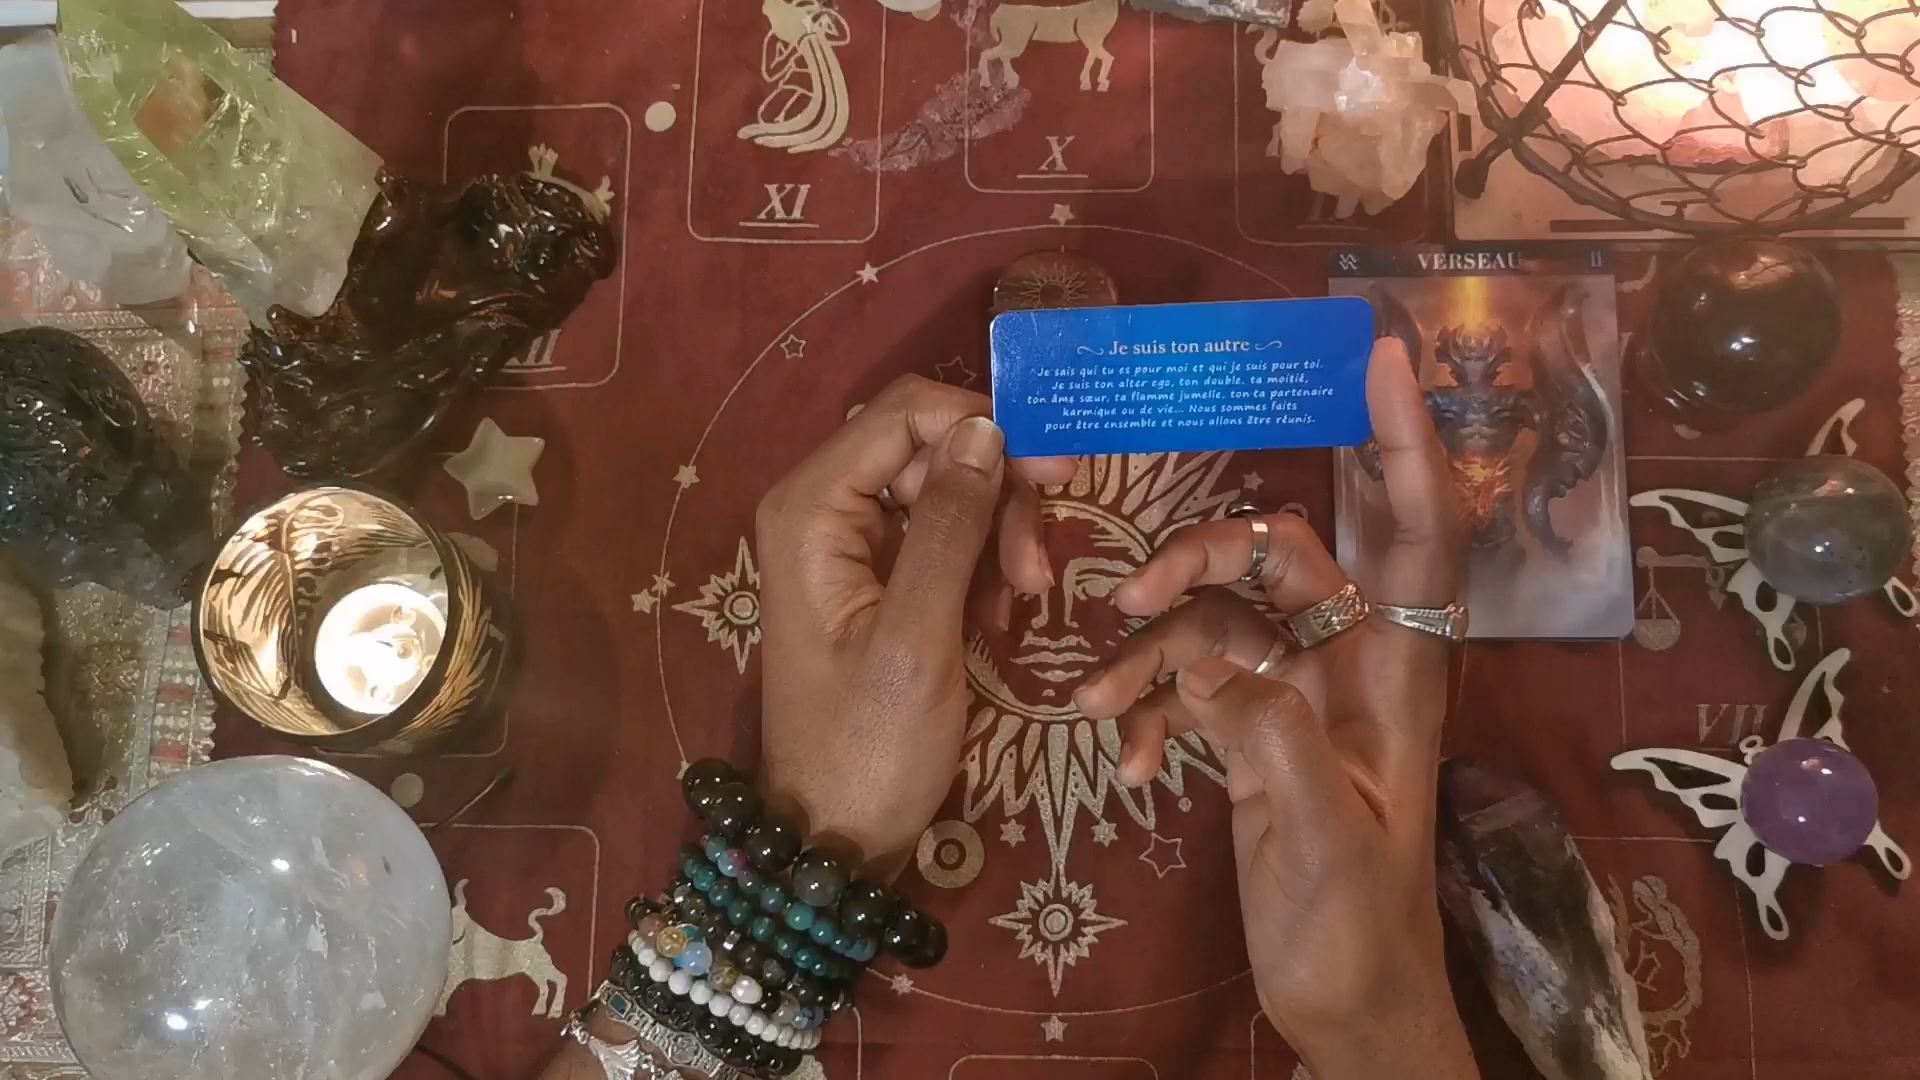 XI
X
VERSEAU II
Je suis ton autre
Je sais qui tu es pour moi et qui je suis pour toi.
Je suis ton alter ego, ton double, ta moitié,
ton âme sœur, ta flamme jumelle, ton·ta partenaire
karmique ou de vie... Nous sommes faits
pour être ensemble et nous allons être réunis.
VII